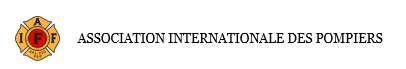 A
I F F
ASSOCIATION INTERNATIONALE DES POMPIERS